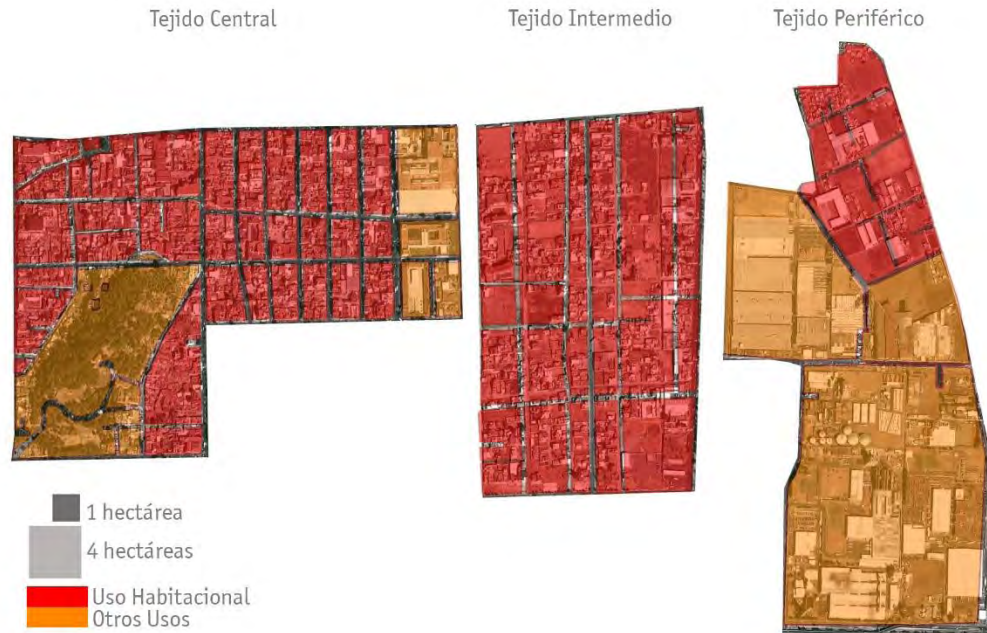 Tejido Central
Tejido Intermedio
Tejido Periférico
1 hectárea
4 hectáreas
Uso Habitacional
Otros Usos